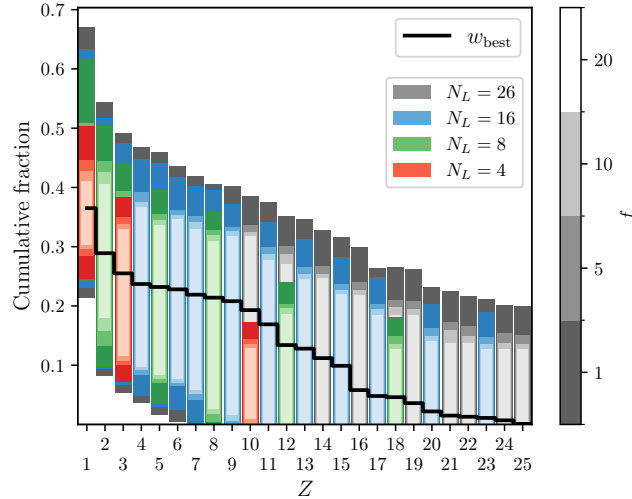 0.7
0.6
0.5
0.4
0.3
0.2
0.1
Cumulative fraction
w_best
N_L = 26
N_L = 16
N_L = 8
N_L = 4
2 4 6 8 10 12 14 16 18 20 22 24
1 3 5 7 9 11 13 15 17 19 21 23 25
Z
20
10
5
1
f